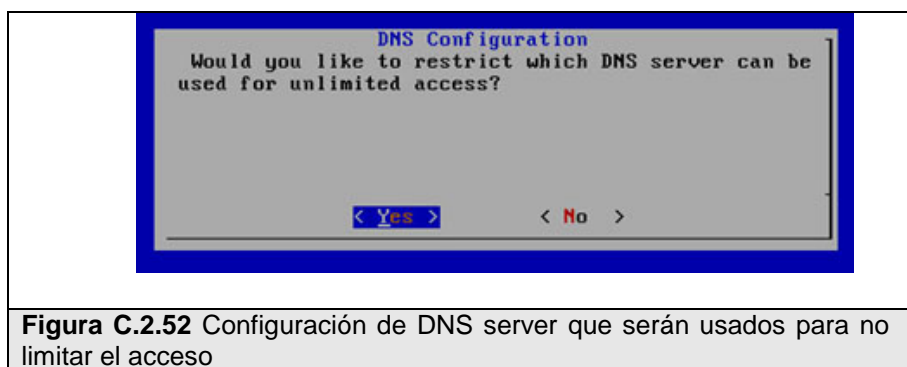 DNS Configuration
Would you like to restrict which DNS server can be
used for unlimited access?
< Yes > < No >
Figura C.2.52 Configuración de DNS server que serán usados para no
limitar el acceso